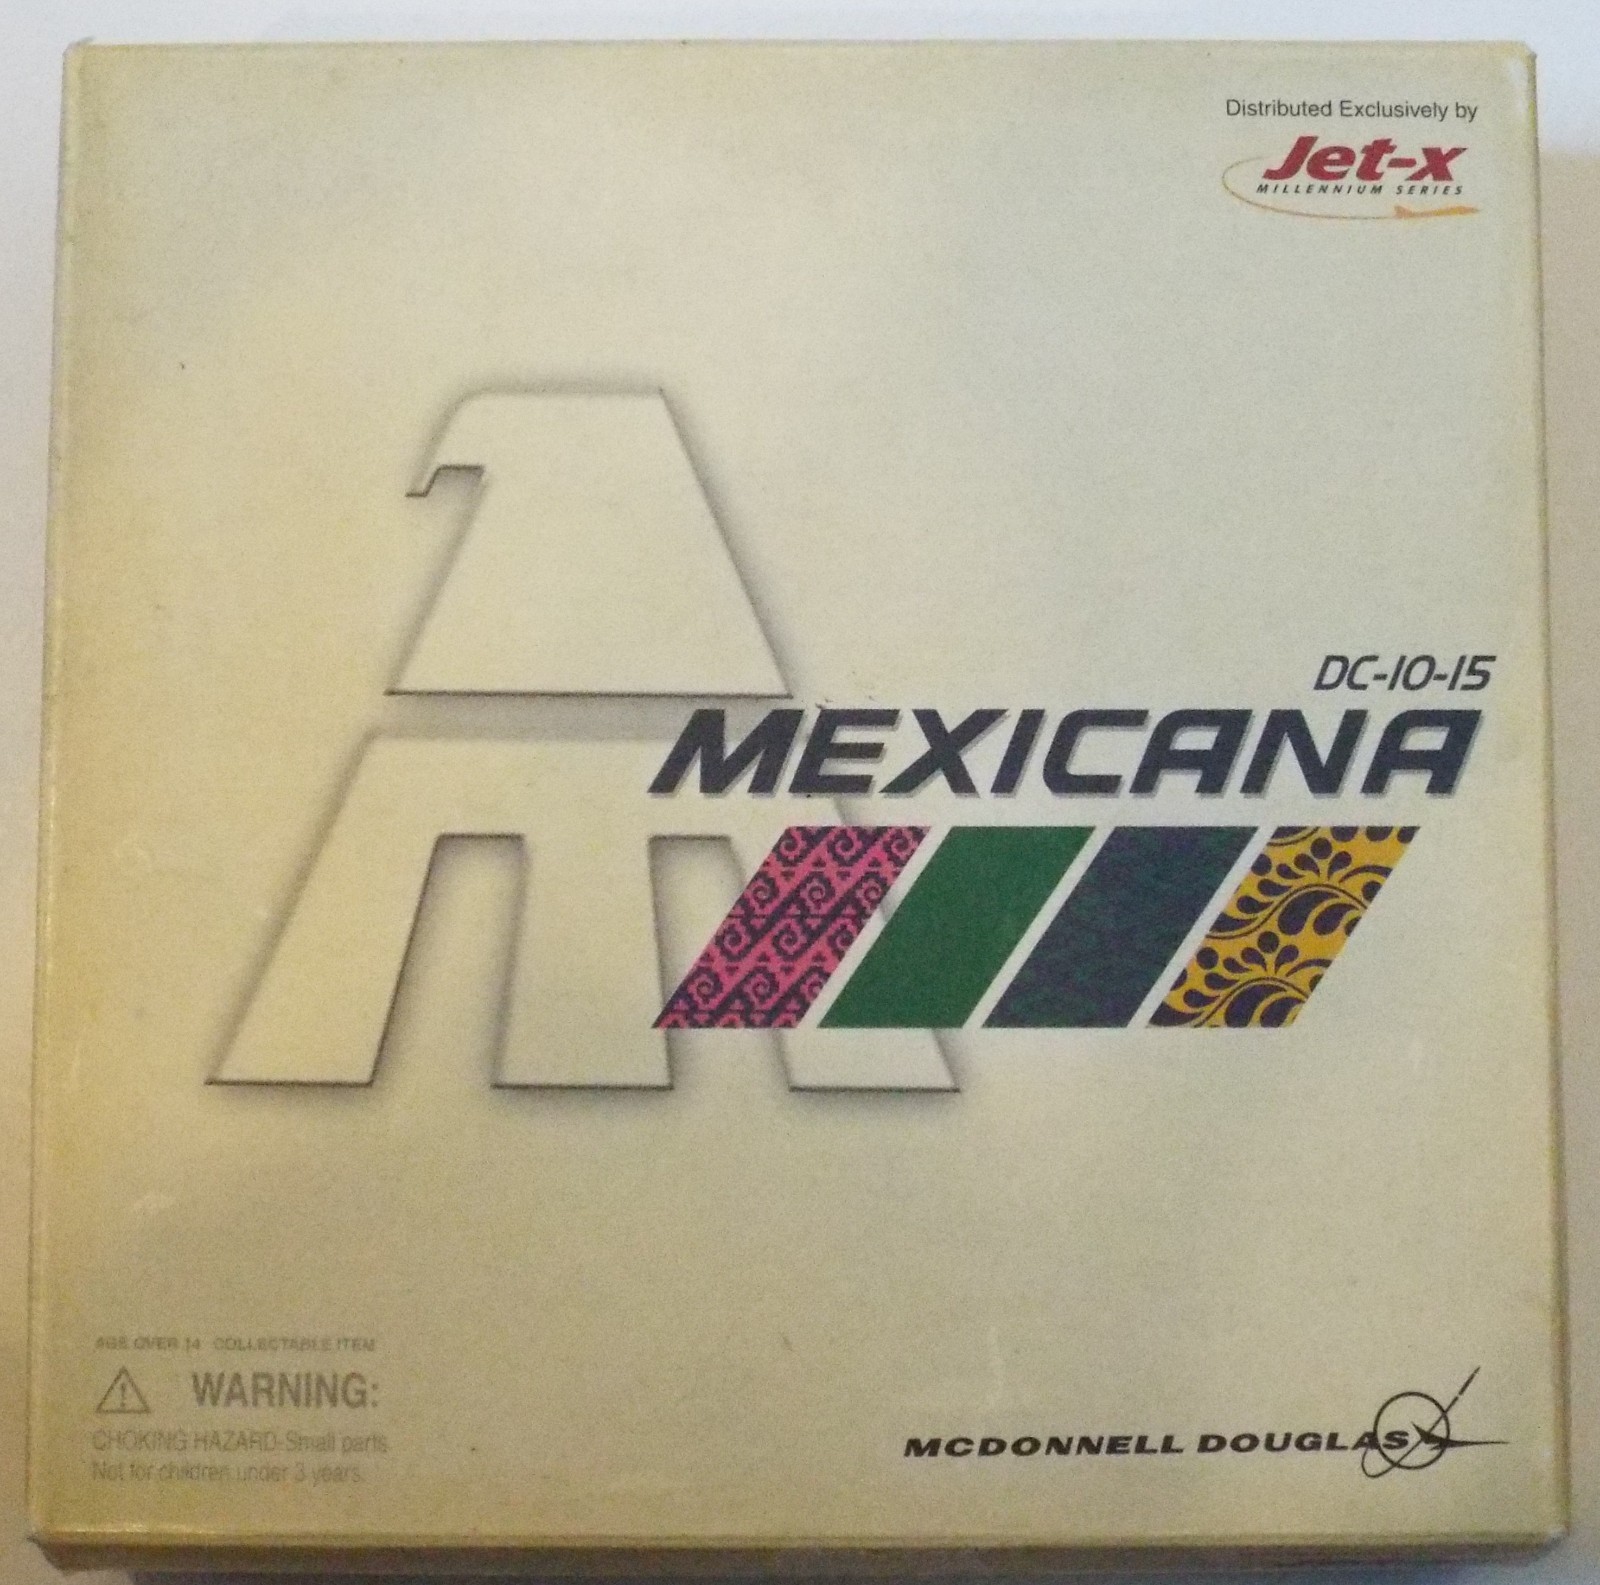 Distributed Exclusively by
Jet-x
MILLENNIUM SERIES
DC-10-15
MEXICANA
AGE OVER 14 COLLECTABLE ITEM
WARNING:
CHOKING HAZARD-Small parts
Not for children under 3 years.
MCDONNELL DOUGLAS